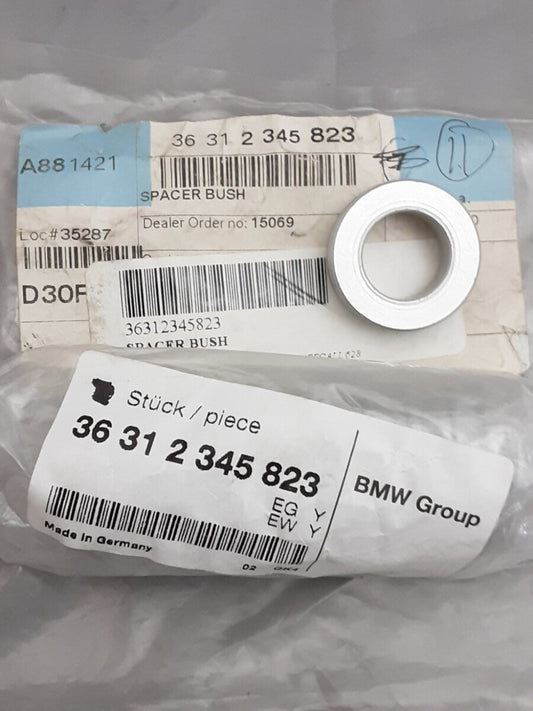 36 31 2 345 823
A881421
SPACER BUSH
Dealer Order no: 15069
Loc#35287
D30F
36312345823
SPACER BUSH
Stück / piece
36 31 2 345 823
EG Y
EW Y
BMW Group
Made in Germany
02